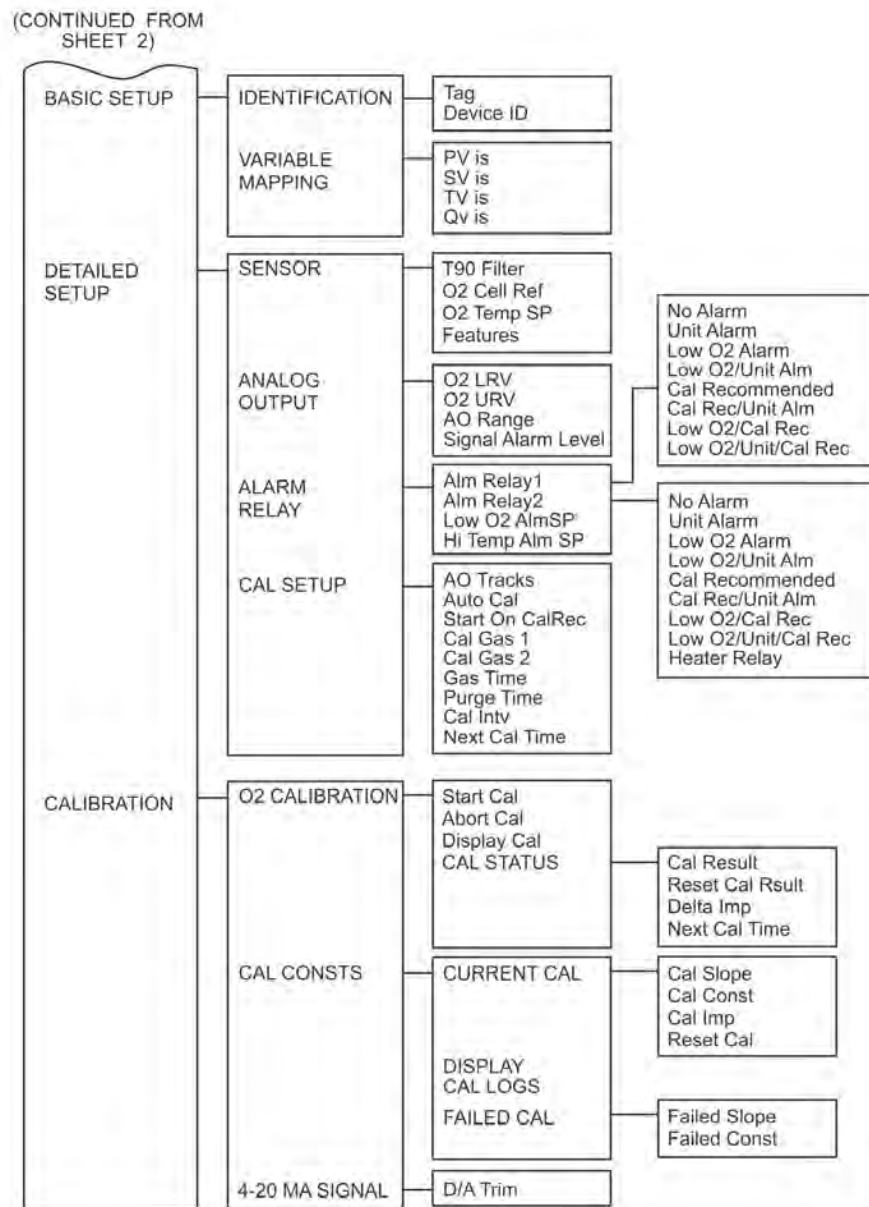 (CONTINUED FROM
SHEET 2)
BASIC SETUP
IDENTIFICATION
Tag
Device ID
VARIABLE
MAPPING
PV is
SV is
TV is
Qv is
DETAILED
SETUP
SENSOR
T90 Filter
O2 Cell Ref
O2 Temp SP
Features
ANALOG
OUTPUT
O2 LRV
O2 URV
AO Range
Signal Alarm Level
ALARM
RELAY
Alm Relay1
Alm Relay2
Low O2 AlmSP
Hi Temp Alm SP
No Alarm
Unit Alarm
Low O2 Alarm
Low O2/Unit Alm
Cal Recommended
Cal Rec/Unit Alm
Low O2/Cal Rec
Low O2/Unit/Cal Rec
No Alarm
Unit Alarm
Low O2 Alarm
Low O2/Unit Alm
Cal Recommended
Cal Rec/Unit Alm
Low O2/Cal Rec
Low O2/Unit/Cal Rec
Heater Relay
CAL SETUP
AO Tracks
Auto Cal
Start On CalRec
Cal Gas 1
Cal Gas 2
Gas Time
Purge Time
Cal Intv
Next Cal Time
CALIBRATION
O2 CALIBRATION
Start Cal
Abort Cal
Display Cal
CAL STATUS
Cal Result
Reset Cal Rsult
Delta Imp
Next Cal Time
CAL CONSTS
CURRENT CAL
Cal Slope
Cal Const
Cal Imp
Reset Cal
DISPLAY
CAL LOGS
FAILED CAL
Failed Slope
Failed Const
4-20 MA SIGNAL
D/A Trim